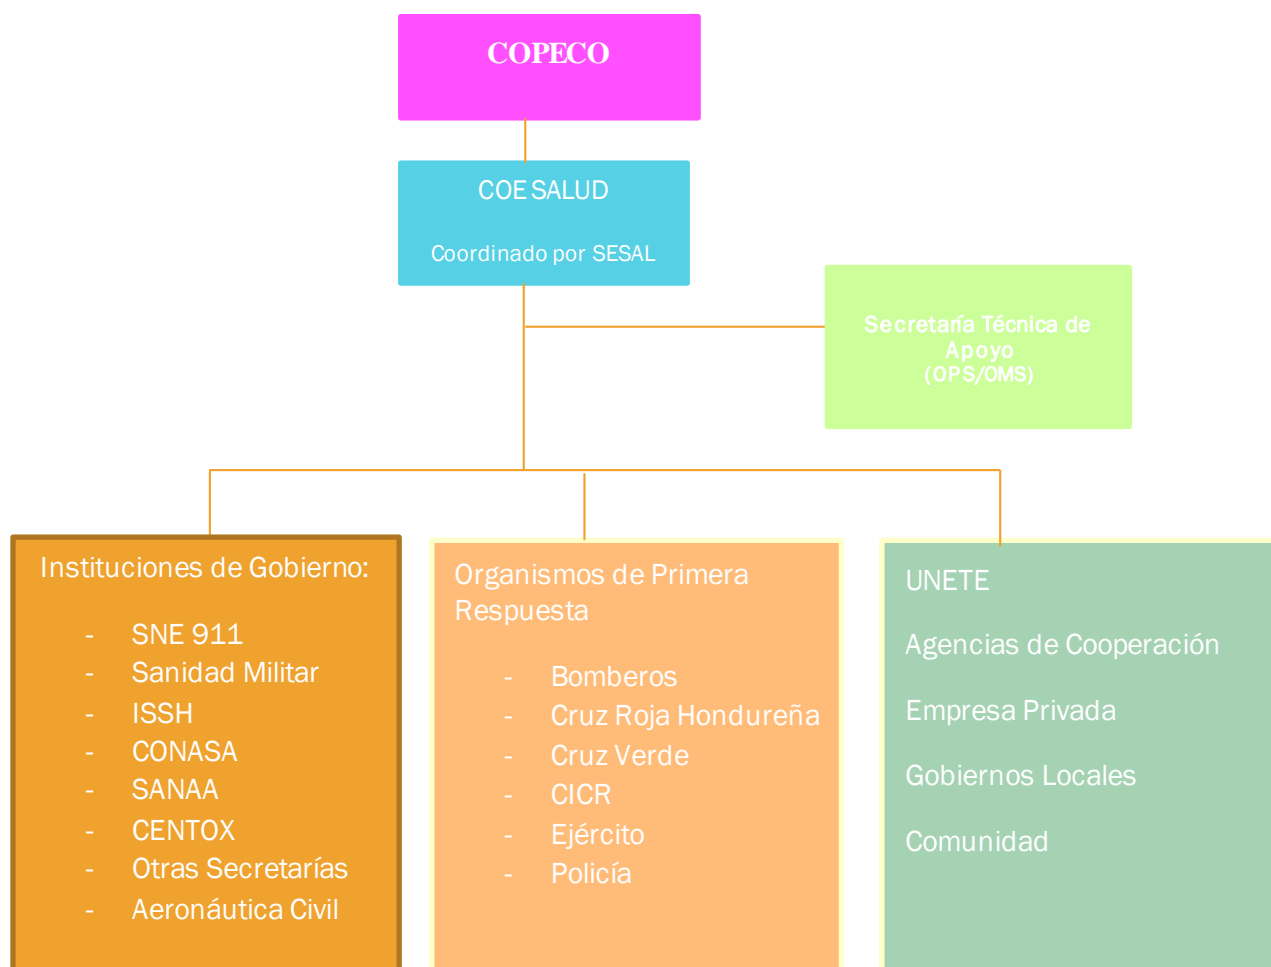 COPECO
COE SALUD
Coordinado por SESAL
Secretaría Técnica de
Apoyo
(OPS/OMS)
Instituciones de Gobierno:
- SNE 911
- Sanidad Militar
- ISSH
- CONASA
- SANAA
- CENTOX
- Otras Secretarías
- Aeronáutica Civil
Organismos de Primera
Respuesta
- Bomberos
- Cruz Roja Hondureña
- Cruz Verde
- CICR
- Ejército
- Policía
UNETE
Agencias de Cooperación
Empresa Privada
Gobiernos Locales
Comunidad